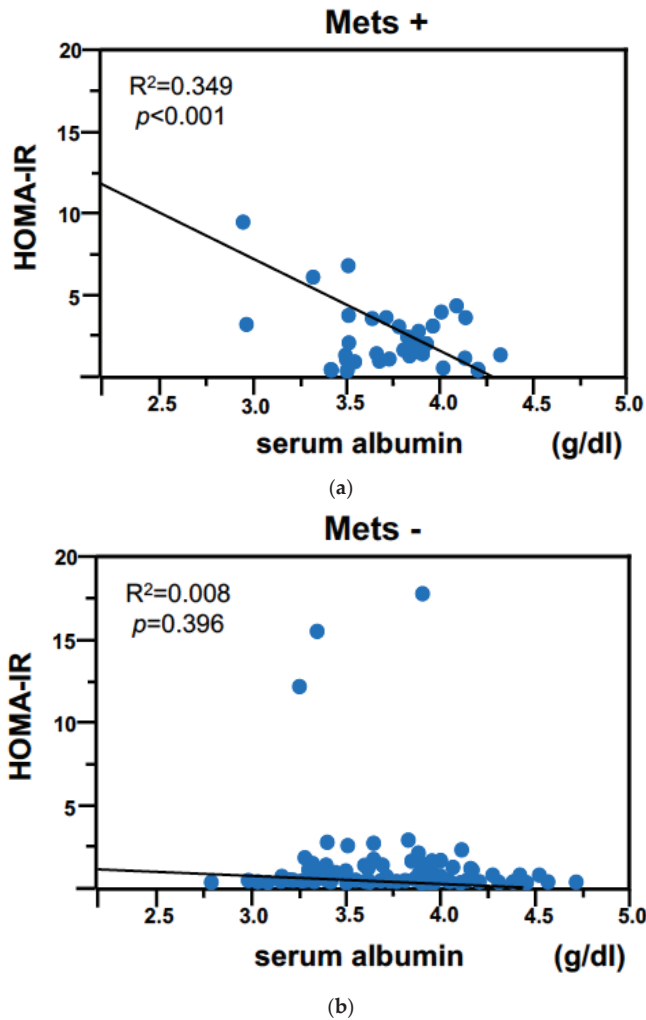 Mets +
20
R²=0.349
p<0.001
15
HOMA-IR
10
5
2.5 3.0 3.5 4.0 4.5 5.0
serum albumin (g/dl)
(a)
Mets -
20
R²=0.008
p=0.396
15
HOMA-IR
10
5
2.5 3.0 3.5 4.0 4.5 5.0
serum albumin (g/dl)
(b)